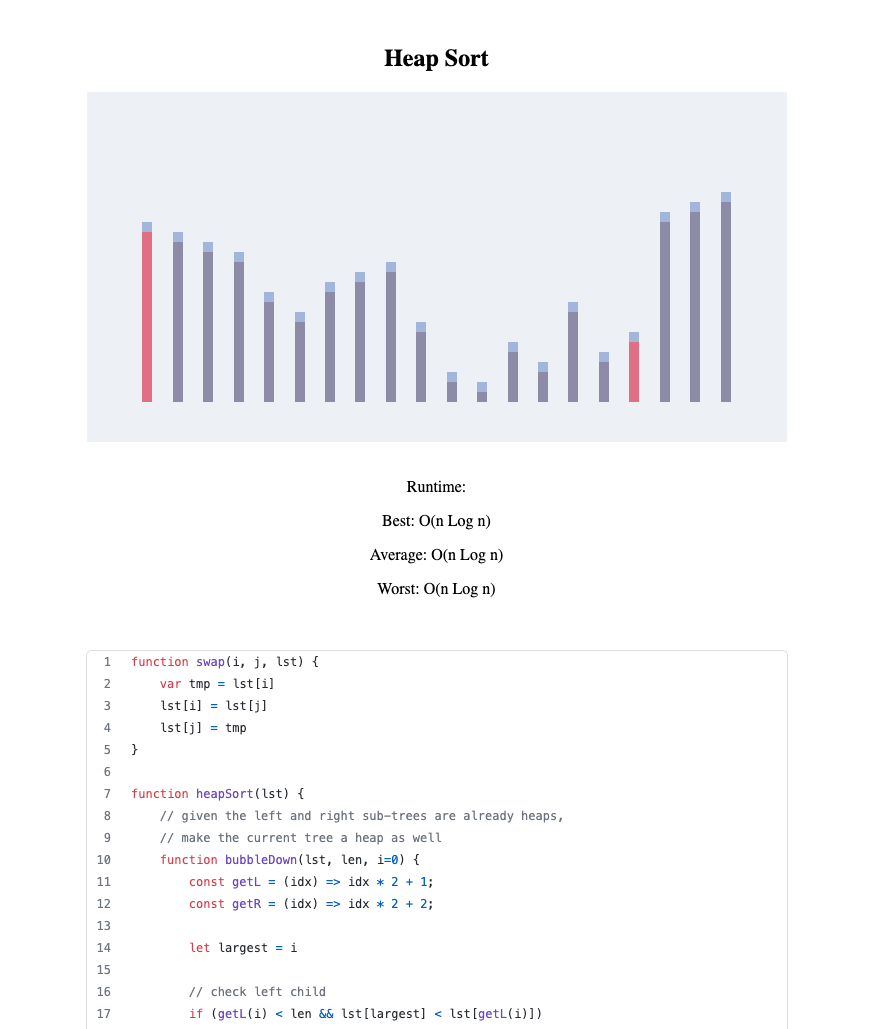 Heap Sort
Runtime:
Best: O(n Log n)
Average: O(n Log n)
Worst: O(n Log n)
1 function swap(i, j, lst) {
2     var tmp = lst[i]
3     lst[i] = lst[j]
4     lst[j] = tmp
5 }
6
7 function heapSort(lst) {
8     // given the left and right sub-trees are already heaps,
9     // make the current tree a heap as well
10     function bubbleDown(lst, len, i=0) {
11         const getL = (idx) => idx * 2 + 1;
12         const getR = (idx) => idx * 2 + 2;
13
14         let largest = i
15
16         // check left child
17         if (getL(i) < len && lst[largest] < lst[getL(i)])